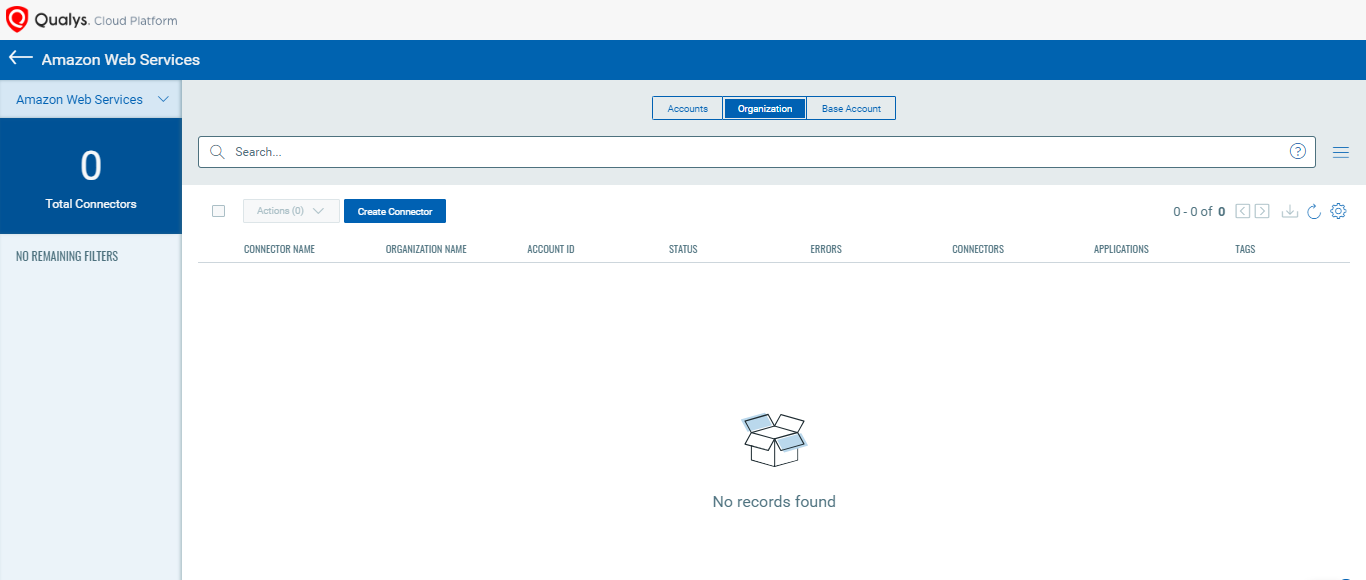 Qualys. Cloud Platform
Amazon Web Services
Amazon Web Services
Accounts Organization Base Account
0
Total Connectors
Search...
?
Actions (0) Create Connector 0 - 0 of 0
NO REMAINING FILTERS
CONNECTOR NAME ORGANIZATION NAME ACCOUNT ID STATUS ERRORS CONNECTORS APPLICATIONS TAGS
No records found